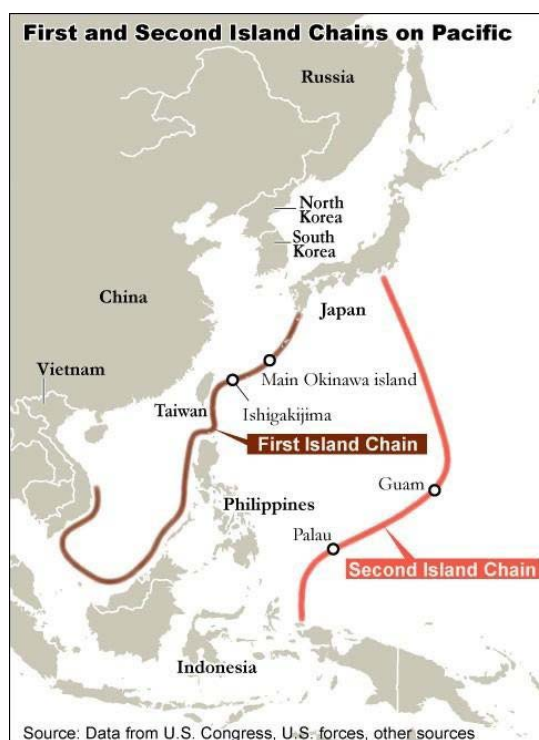 First and Second Island Chains on Pacific
Russia
North
Korea
South
Korea
China
Japan
Vietnam
Main Okinawa island
Taiwan
Ishigakijima
First Island Chain
Guam
Philippines
Palau
Second Island Chain
Indonesia
Source: Data from U.S. Congress, U.S. forces, other sources